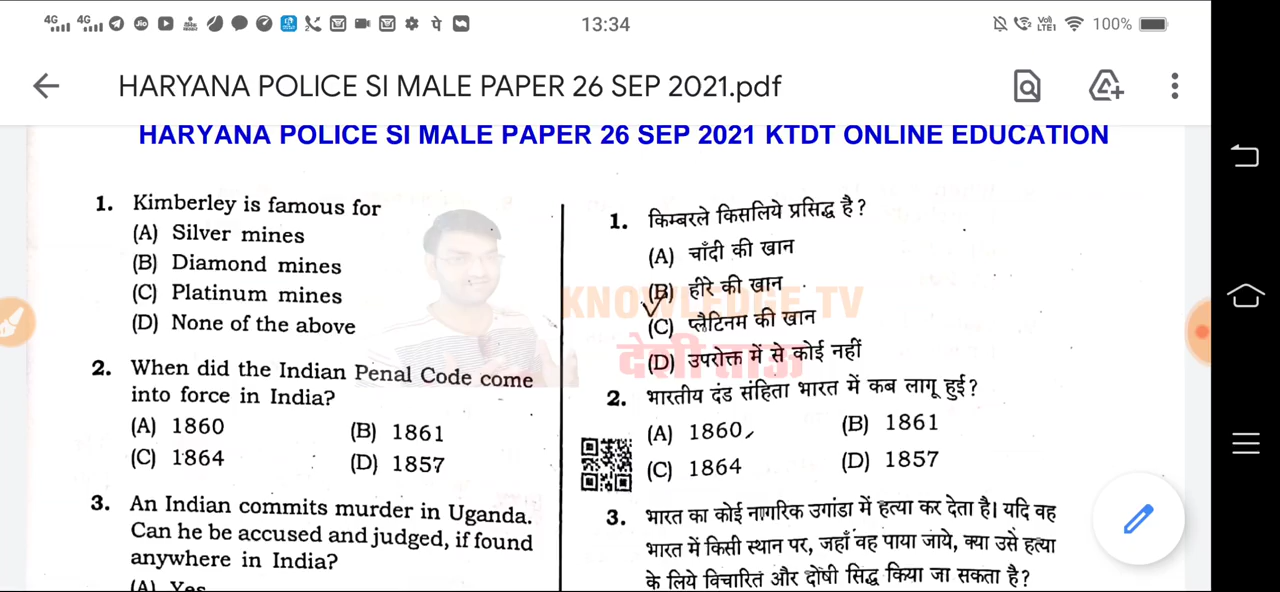 4G 4G 13:34 100%
HARYANA POLICE SI MALE PAPER 26 SEP 2021.pdf
HARYANA POLICE SI MALE PAPER 26 SEP 2021 KTDT ONLINE EDUCATION
1. Kimberley is famous for
(A) Silver mines
(B) Diamond mines
(C) Platinum mines
(D) None of the above
2. When did the Indian Penal Code come
into force in India?
(A) 1860 (B) 1861
(C) 1864 (D) 1857
3. An Indian commits murder in Uganda.
Can he be accused and judged, if found
anywhere in India?
(A) Yes
1. किम्बरले किसलिये प्रसिद्ध है?
(A) चाँदी की खान
(B) हीरे की खान
(C) प्लैटिनम की खान
(D) उपरोक्त में से कोई नहीं
2. भारतीय दंड संहिता भारत में कब लागू हुई?
(A) 1860 (B) 1861
(C) 1864 (D) 1857
3. भारत का कोई नागरिक उगांडा में हत्या कर देता है। यदि वह
भारत में किसी स्थान पर, जहाँ वह पाया जाये, क्या उसे हत्या
के लिये विचारित और दोषी सिद्ध किया जा सकता है?
KNOWLEDGE TV
देसी ताऊ